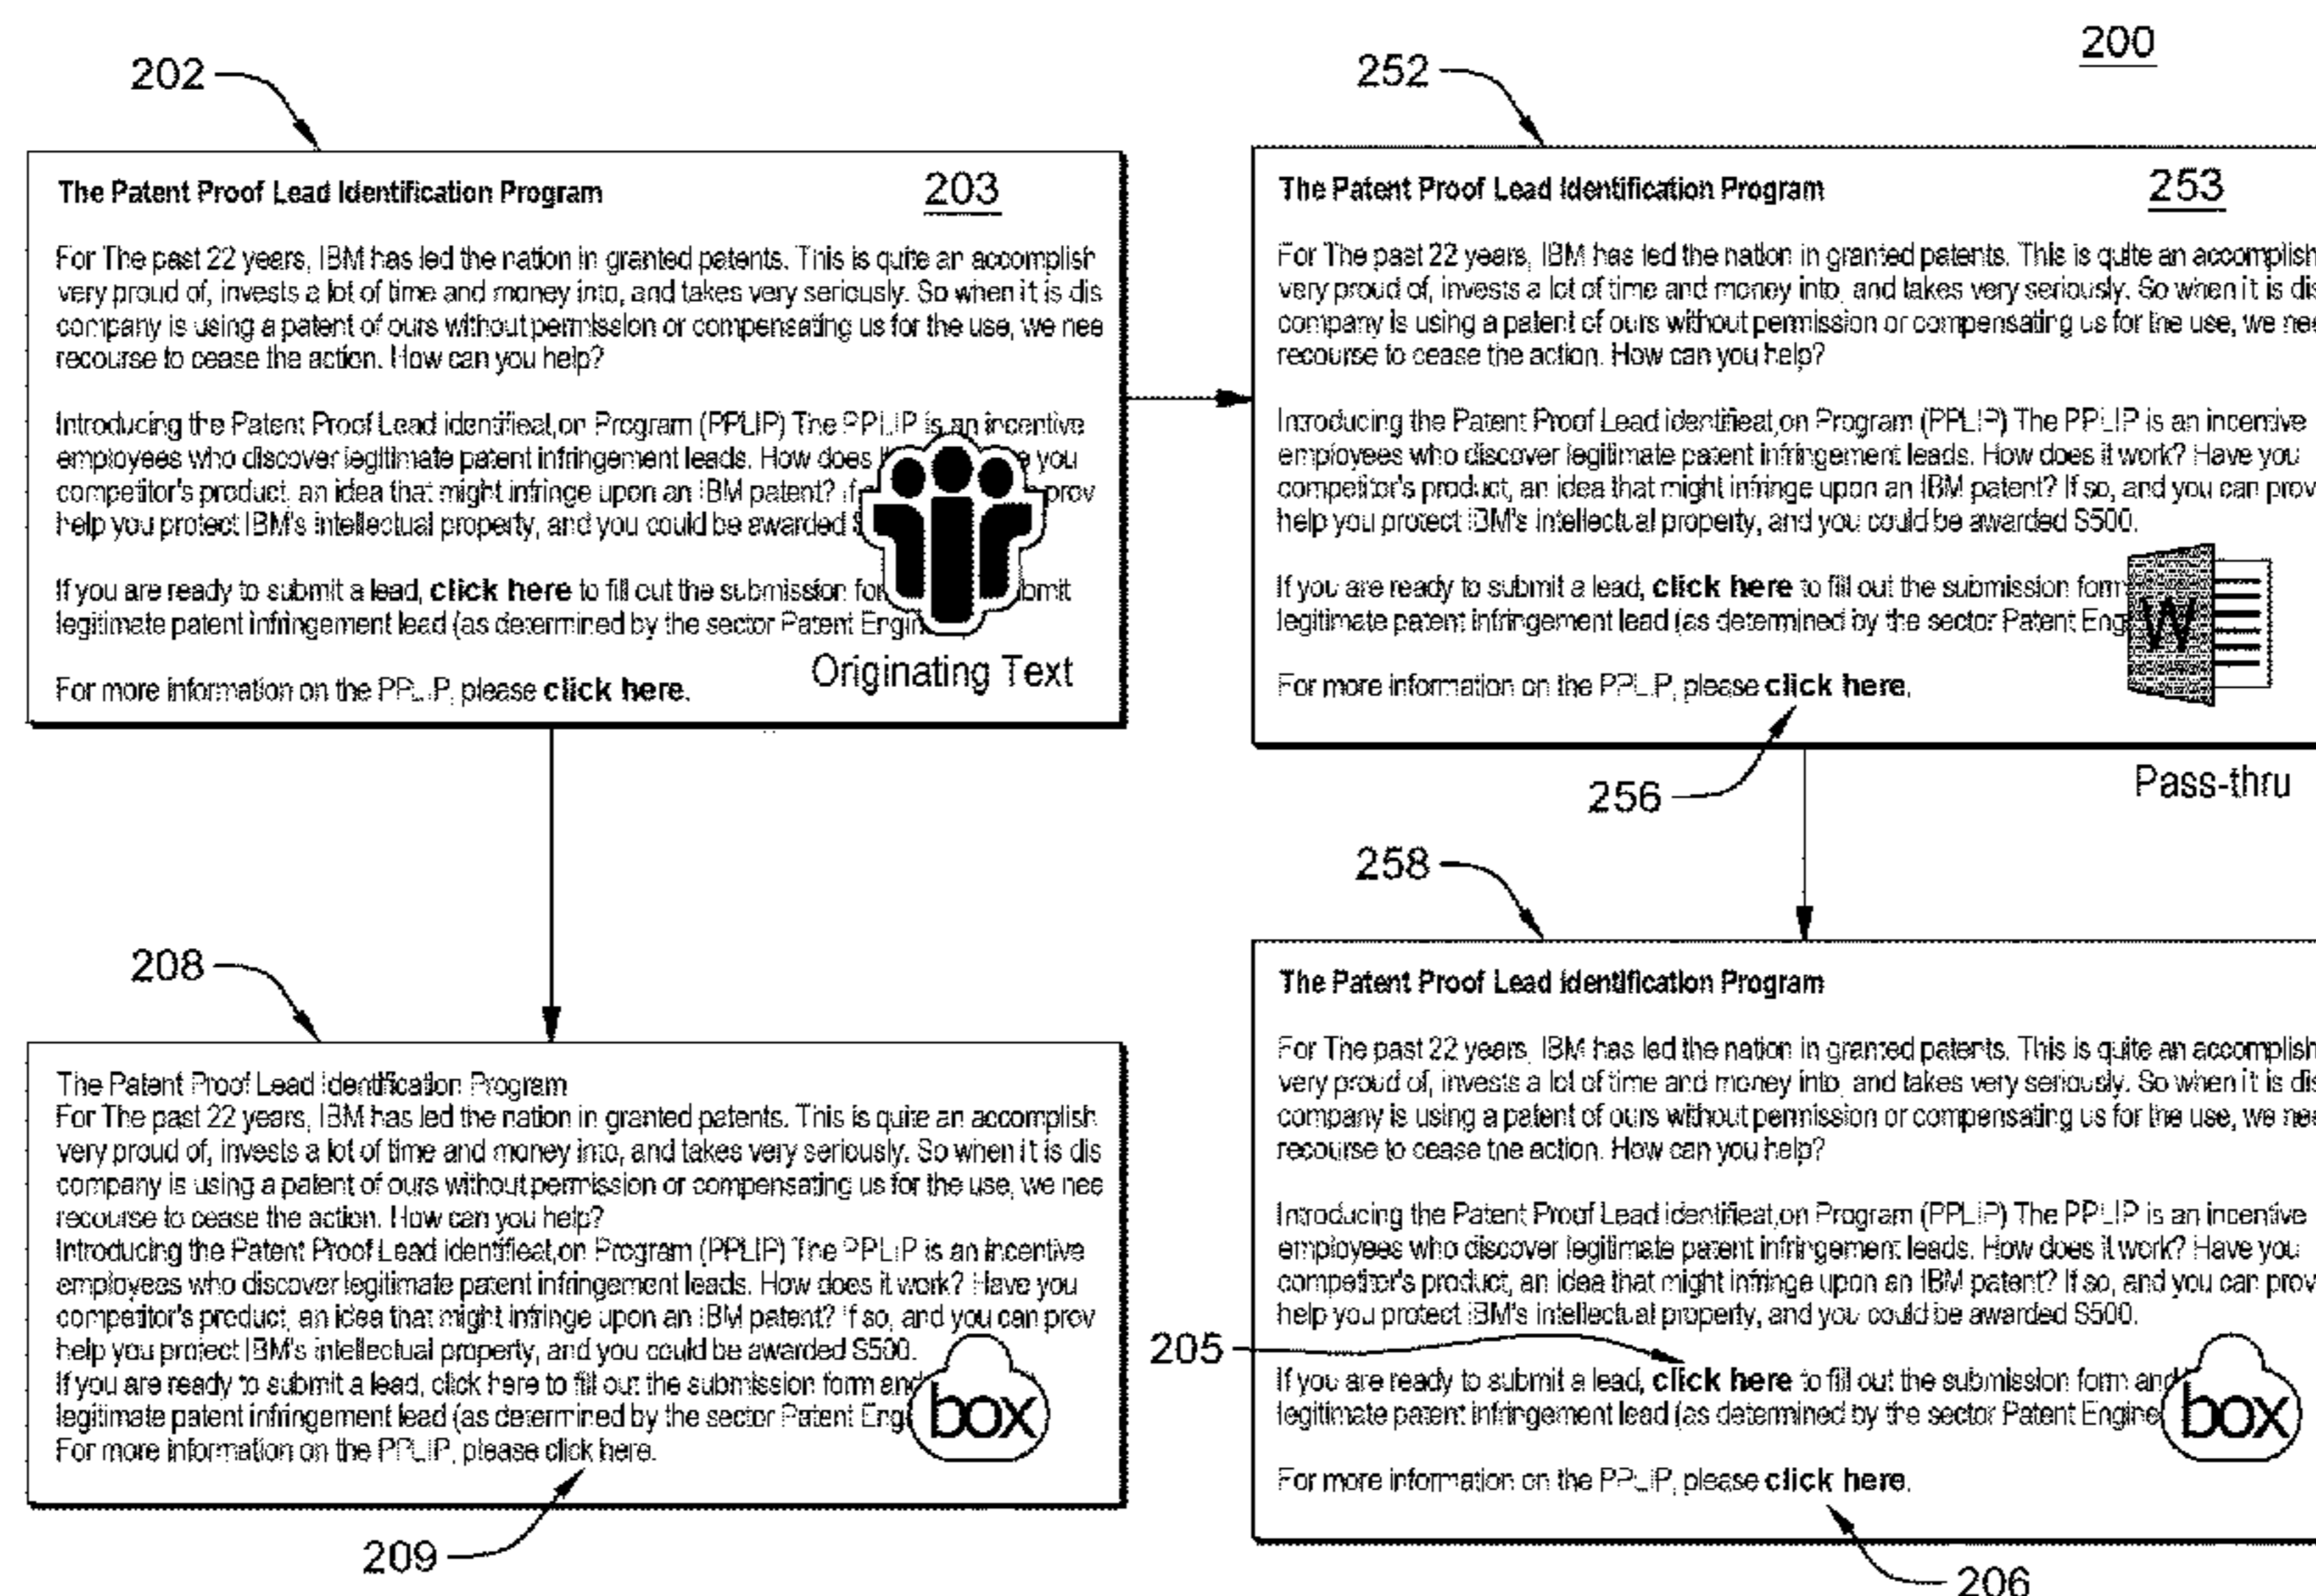 200
202
252
The Patent Proof Lead Identification Program 203
For The past 22 years, IBM has led the nation in granted patents. This is quite an accomplish
very proud of, invests a lot of time and money into, and takes very seriously. So when it is dis
company is using a patent of ours without permission or compensating us for the use, we nee
recourse to cease the action. How can you help?
Introducing the Patent Proof Lead identificat,on Program (PPLIP) The PPLIP is an incentive
employees who discover legitimate patent infringement leads. How does you
competitor's product, an idea that might infringe upon an IBM patent? prov
help you protect IBM's intellectual property, and you could be awarded
If you are ready to submit a lead, click here to fill out the submission for bmit
legitimate patent infringement lead (as determined by the sector Patent Engin
Originating Text
For more information on the PPLIP, please click here.
The Patent Proof Lead Identification Program 253
For The past 22 years, IBM has led the nation in granted patents. This is quite an accomplish
very proud of, invests a lot of time and money into, and takes very seriously. So when it is dis
company is using a patent of ours without permission or compensating us for the use, we nee
recourse to cease the action. How can you help?
Introducing the Patent Proof Lead identificat,on Program (PPLIP) The PPLIP is an incentive
employees who discover legitimate patent infringement leads. How does it work? Have you
competitor's product, an idea that might infringe upon an IBM patent? If so, and you can prov
help you protect IBM's intellectual property, and you could be awarded $500.
If you are ready to submit a lead, click here to fill out the submission form
legitimate patent infringement lead (as determined by the sector Patent Eng
W
For more information on the PPLIP, please click here.
256
Pass-thru
208
258
The Patent Proof Lead Identification Program
For The past 22 years, IBM has led the nation in granted patents. This is quite an accomplish
very proud of, invests a lot of time and money into, and takes very seriously. So when it is dis
company is using a patent of ours without permission or compensating us for the use, we nee
recourse to cease the action. How can you help?
Introducing the Patent Proof Lead identificat,on Program (PPLIP) The PPLIP is an incentive
employees who discover legitimate patent infringement leads. How does it work? Have you
competitor's product, an idea that might infringe upon an IBM patent? If so, and you can prov
help you protect IBM's intellectual property, and you could be awarded $500.
If you are ready to submit a lead, click here to fill out the submission form and
legitimate patent infringement lead (as determined by the sector Patent Eng
box
For more information on the PPLIP, please click here.
209
The Patent Proof Lead Identification Program
For The past 22 years, IBM has led the nation in granted patents. This is quite an accomplish
very proud of, invests a lot of time and money into, and takes very seriously. So when it is dis
company is using a patent of ours without permission or compensating us for the use, we nee
recourse to cease the action. How can you help?
Introducing the Patent Proof Lead identificat,on Program (PPLIP) The PPLIP is an incentive
employees who discover legitimate patent infringement leads. How does it work? Have you
competitor's product, an idea that might infringe upon an IBM patent? If so, and you can prov
help you protect IBM's intellectual property, and you could be awarded $500.
205
If you are ready to submit a lead, click here to fill out the submission form and
legitimate patent infringement lead (as determined by the sector Patent Engine
box
For more information on the PPLIP, please click here.
206